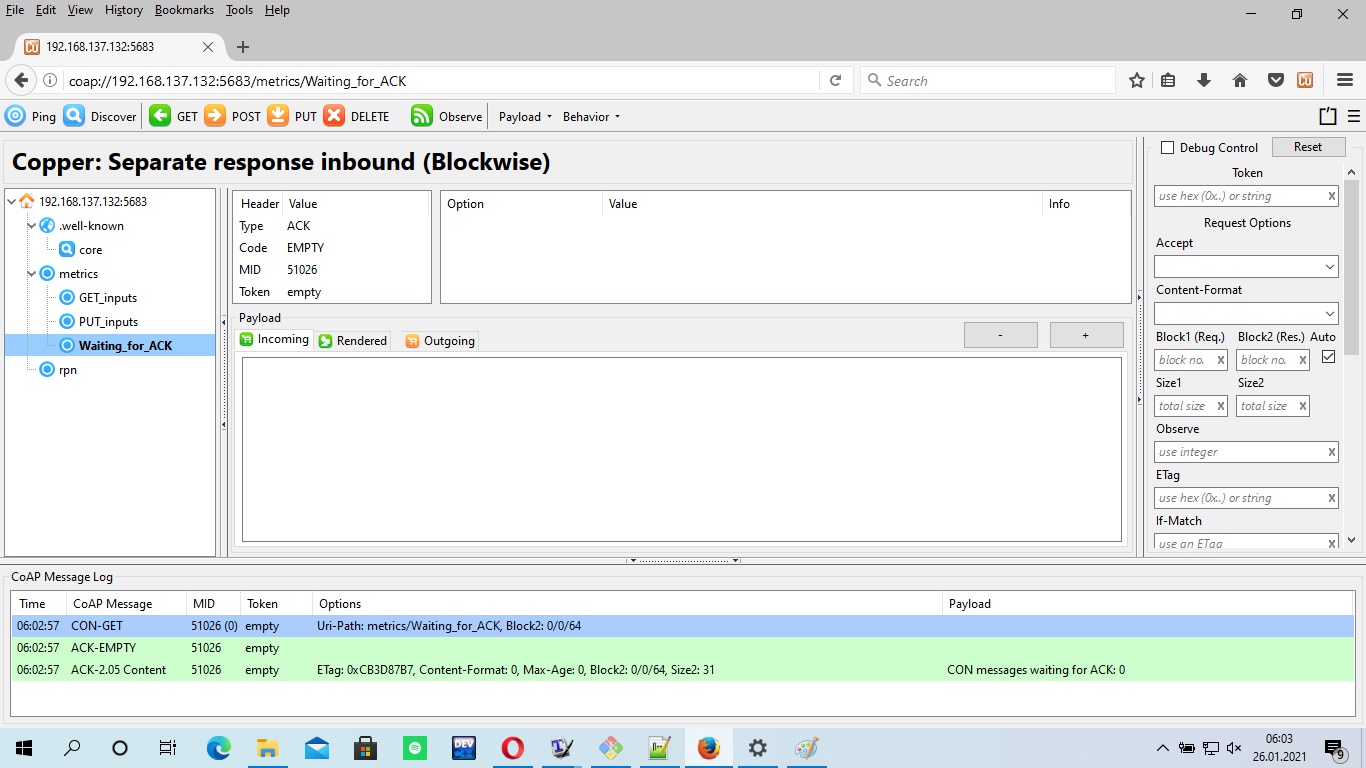 File Edit View History Bookmarks Tools Help
192.168.137.132:5683
coap://192.168.137.132:5683/metrics/Waiting_for_ACK
Search
Ping Discover GET POST PUT DELETE Observe Payload Behavior
Copper: Separate response inbound (Blockwise)
192.168.137.132:5683
.well-known
core
metrics
GET_inputs
PUT_inputs
Waiting_for_ACK
rpn
Header Value
Type ACK
Code EMPTY
MID 51026
Token empty
Option Value Info
Payload
Incoming Rendered Outgoing - +
Debug Control Reset
Token
use hex (0x..) or string x
Request Options
Accept
Content-Format
Block1 (Req.) Block2 (Res.) Auto
block no. x block no. x
Size1 Size2
total size x total size x
Observe
use integer x
ETag
use hex (0x..) or string x
If-Match
use an ETag x
CoAP Message Log
Time CoAP Message MID Token Options Payload
06:02:57 CON-GET 51026 (0) empty Uri-Path: metrics/Waiting_for_ACK, Block2: 0/0/64
06:02:57 ACK-EMPTY 51026 empty
06:02:57 ACK-2.05 Content 51026 empty ETag: 0xCB3D87B7, Content-Format: 0, Max-Age: 0, Block2: 0/0/64, Size2: 31 CON messages waiting for ACK: 0
DEV
06:03
26.01.2021
9